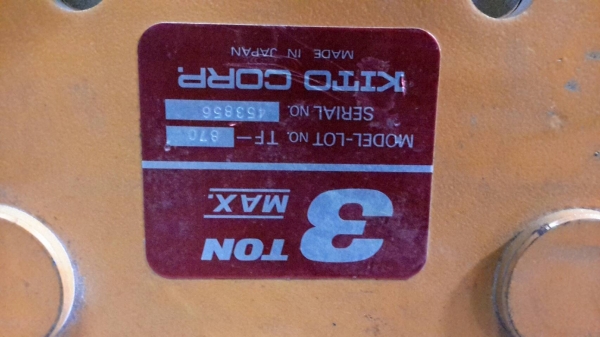 3 TON
MAX.
MODEL-LOT NO. TF— 870
SERIAL NO. 453856
KITO CORP.
MADE IN JAPAN